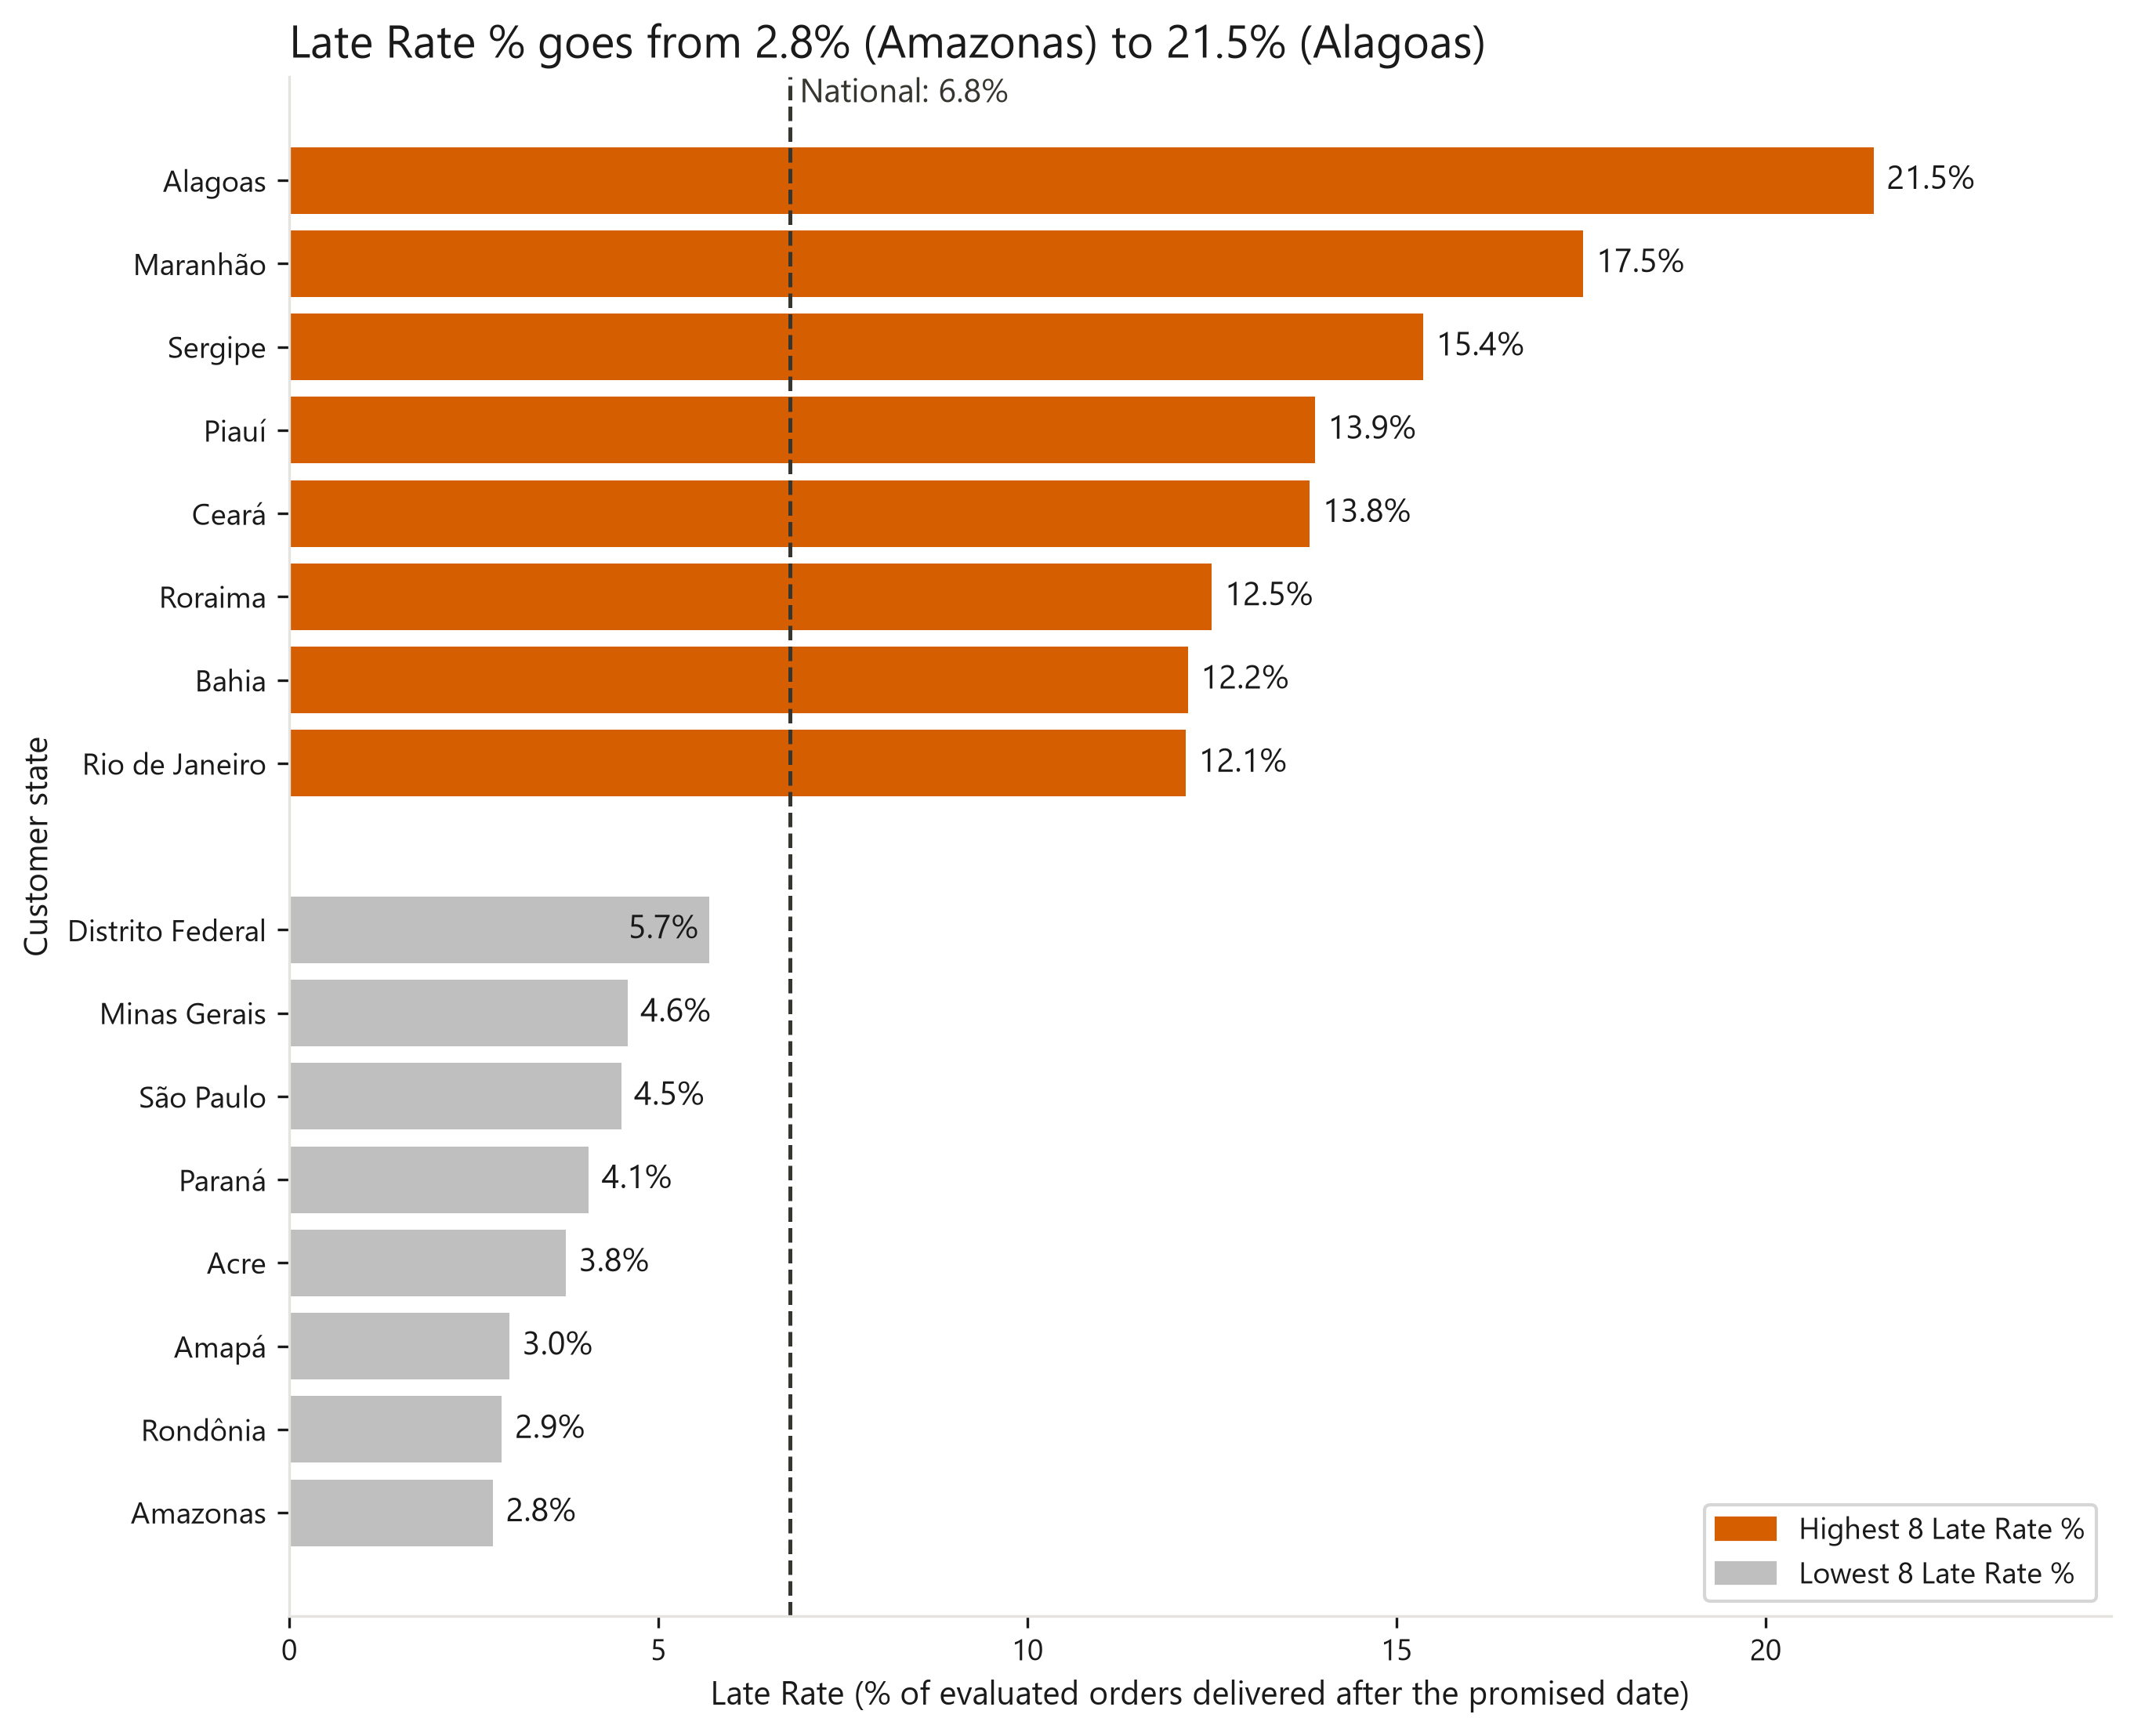 Late Rate % goes from 2.8% (Amazonas) to 21.5% (Alagoas)
National: 6.8%
Alagoas 21.5%
Maranhão 17.5%
Sergipe 15.4%
Piauí 13.9%
Ceará 13.8%
Roraima 12.5%
Bahia 12.2%
Rio de Janeiro 12.1%
Customer state
Distrito Federal 5.7%
Minas Gerais 4.6%
São Paulo 4.5%
Paraná 4.1%
Acre 3.8%
Amapá 3.0%
Rondônia 2.9%
Amazonas 2.8%
Highest 8 Late Rate %
Lowest 8 Late Rate %
0 5 10 15 20
Late Rate (% of evaluated orders delivered after the promised date)